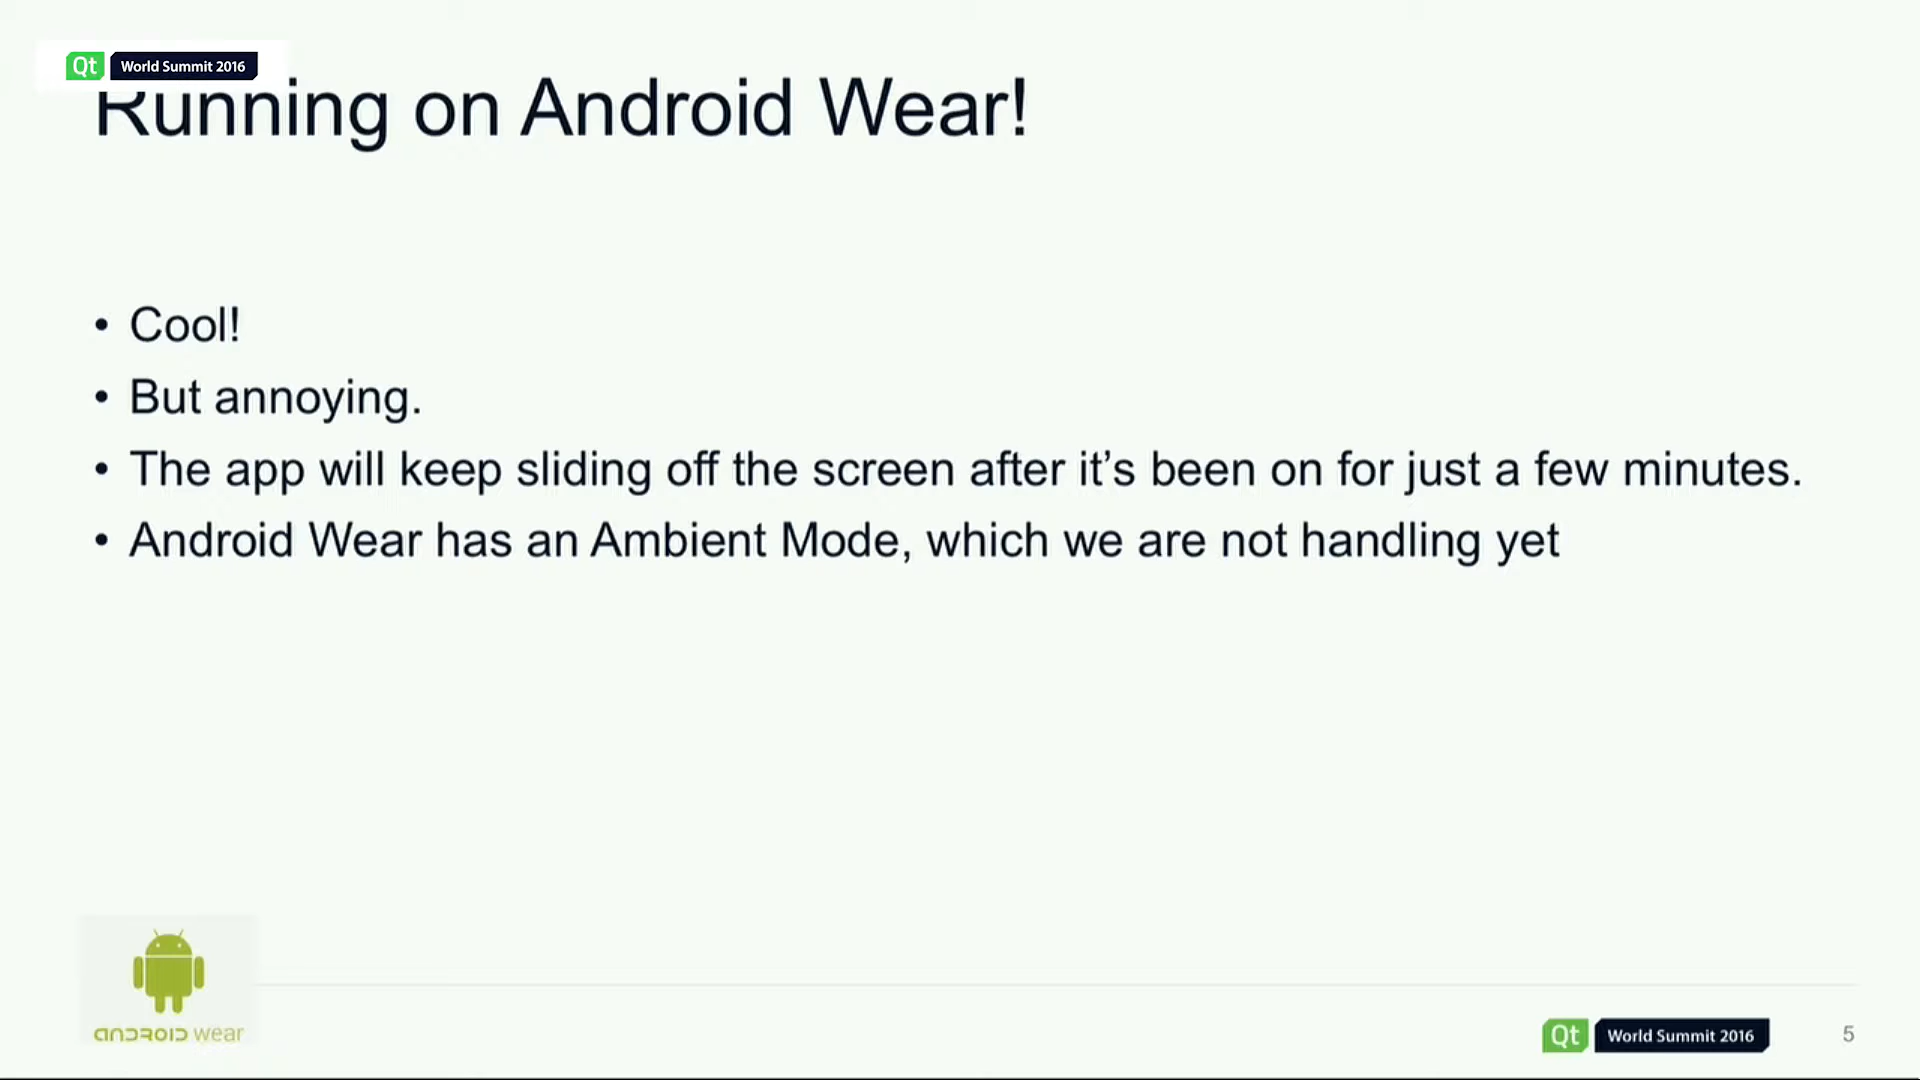 Qt World Summit 2016
Running on Android Wear!
• Cool!
• But annoying.
• The app will keep sliding off the screen after it’s been on for just a few minutes.
• Android Wear has an Ambient Mode, which we are not handling yet
ANDROID wear
Qt World Summit 2016
5